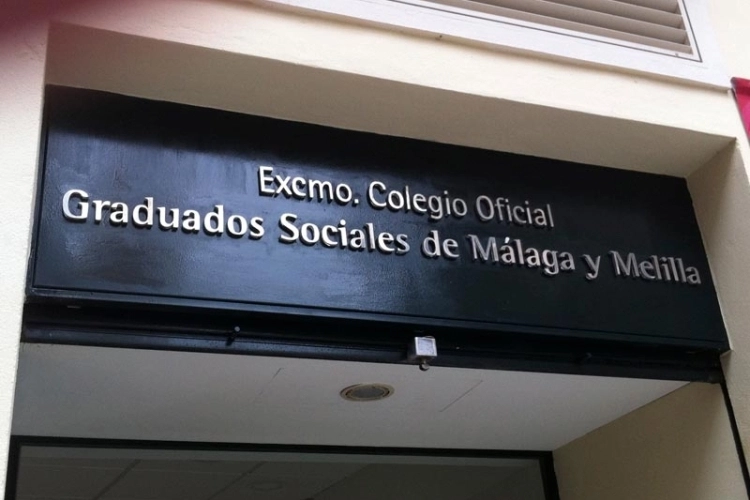 Excmo. Colegio Oficial
Graduados Sociales de Málaga y Melilla